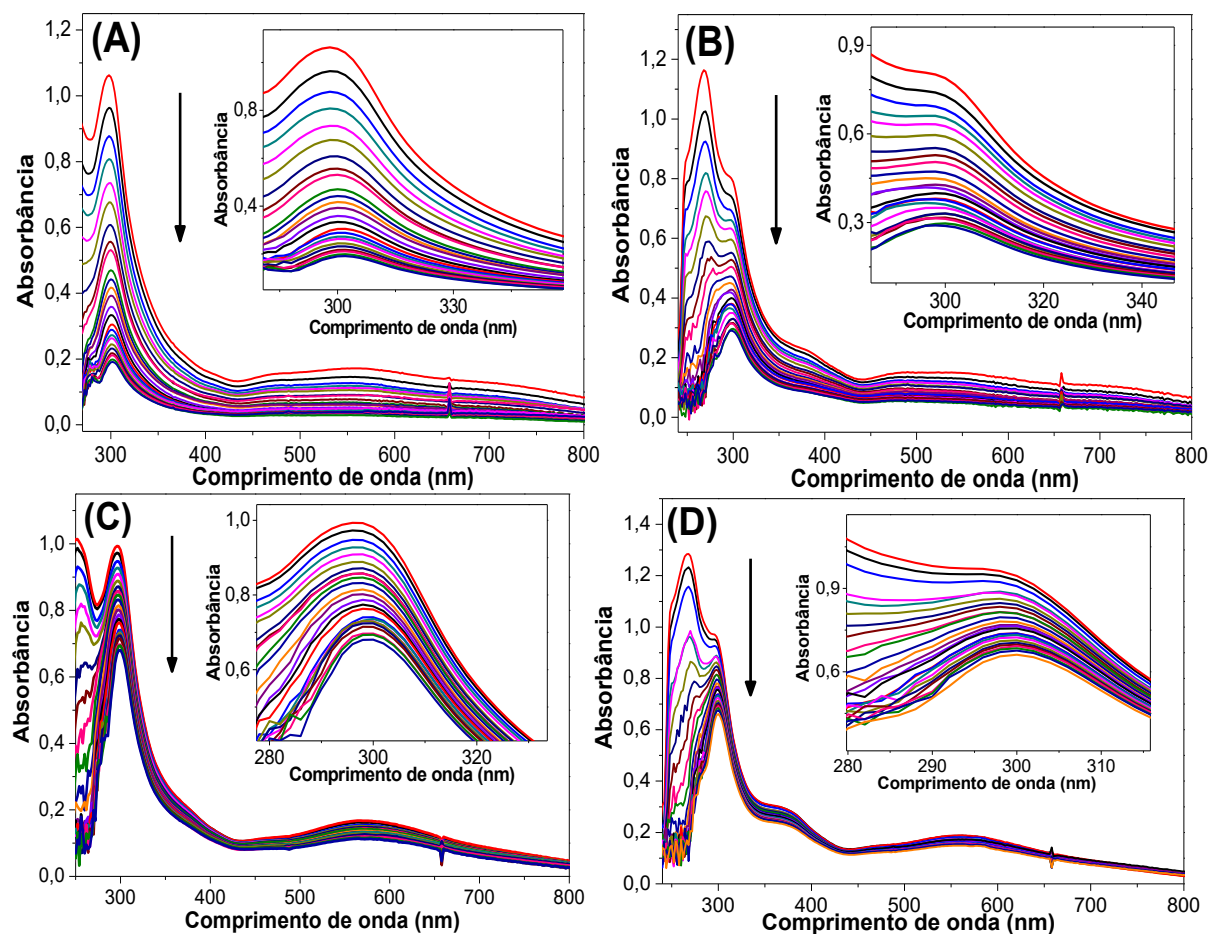 (A)
1,2
1,0
0,8
0,6
0,4
0,2
0,0
Absorbância
300 400 500 600 700 800
Comprimento de onda (nm)
0,8
0,4
Absorbância
300 330
Comprimento de onda (nm)
(B)
1,2
1,0
0,8
0,6
0,4
0,2
0,0
Absorbância
300 400 500 600 700 800
Comprimento de onda (nm)
0,9
0,6
0,3
Absorbância
300 320 340
Comprimento de onda (nm)
(C)
1,0
0,8
0,6
0,4
0,2
0,0
Absorbância
300 400 500 600 700 800
Comprimento de onda (nm)
1,0
0,8
0,6
Absorbância
280 300 320
Comprimento de onda (nm)
(D)
1,4
1,2
1,0
0,8
0,6
0,4
0,2
0,0
Absorbância
300 400 500 600 700 800
Comprimento de onda (nm)
0,9
0,6
Absorbância
280 290 300 310
Comprimento de onda (nm)